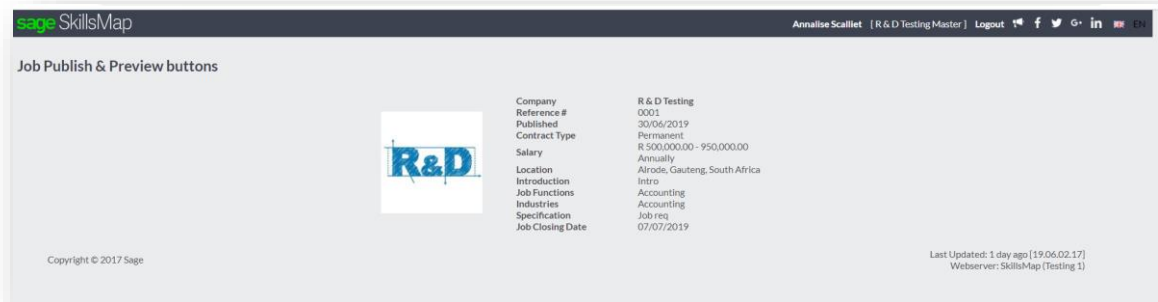 sage SkillsMap
Annalise Scalliet [ R & D Testing Master ] Logout f G+ in EN
Job Publish & Preview buttons
R&D
Company R & D Testing
Reference # 0001
Published 30/06/2019
Contract Type Permanent
Salary R 500,000.00 - 950,000.00
Annually
Location Alrode, Gauteng, South Africa
Introduction Intro
Job Functions Accounting
Industries Accounting
Specification Job req
Job Closing Date 07/07/2019
Copyright © 2017 Sage
Last Updated: 1 day ago [19.06.02.17]
Webserver: SkillsMap (Testing 1)